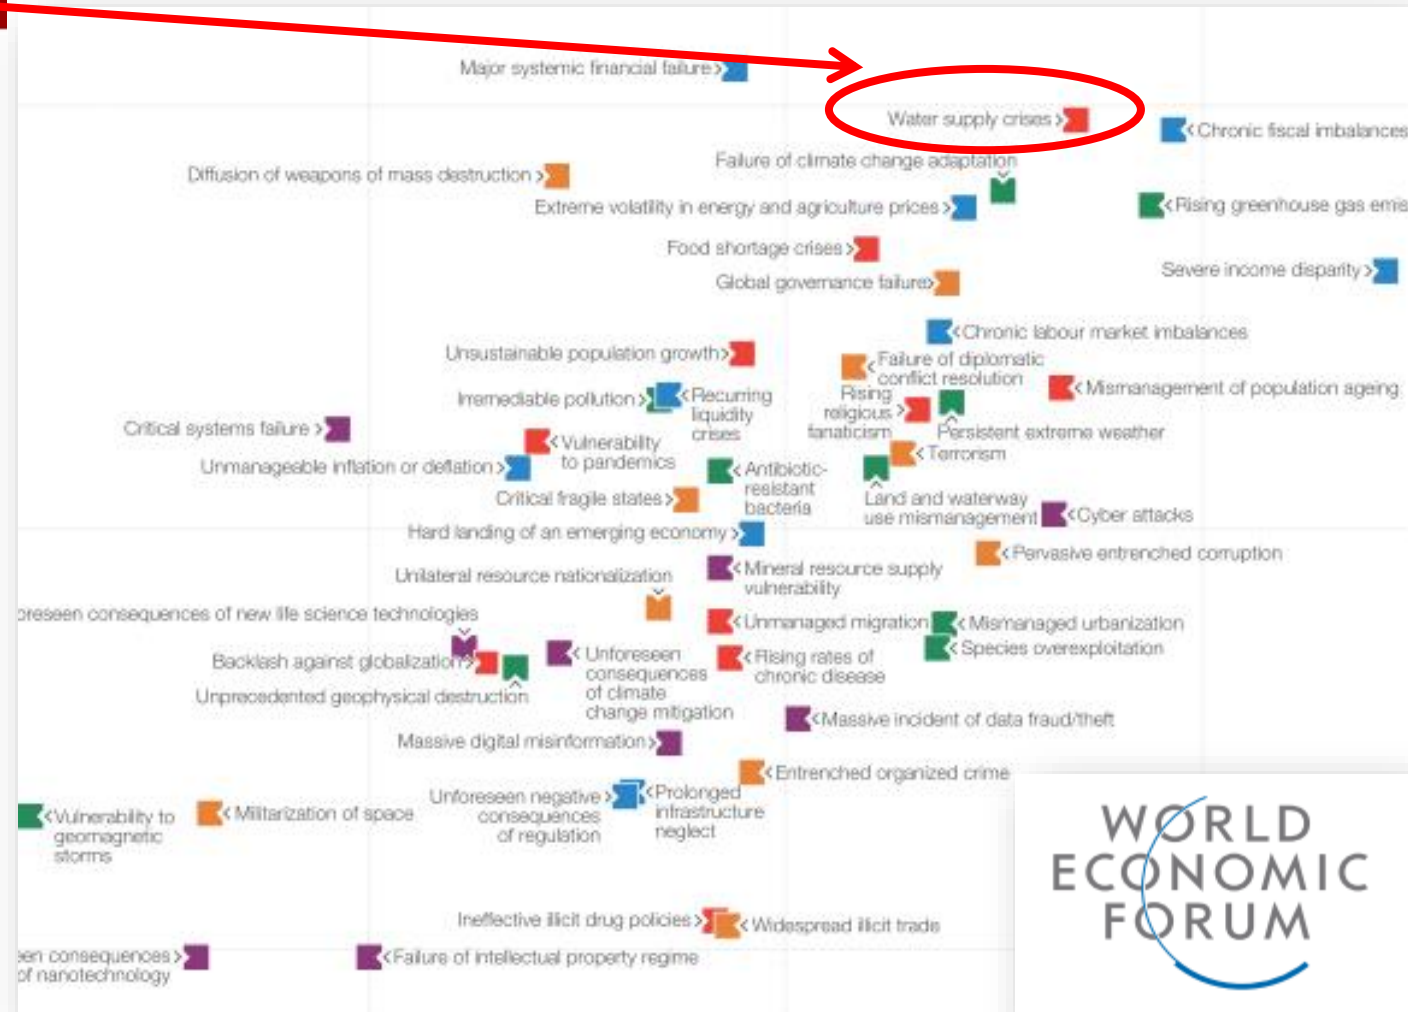 Major systemic financial failure
Water supply crises
Chronic fiscal imbalances
Failure of climate change adaptation
Diffusion of weapons of mass destruction
Extreme volatility in energy and agriculture prices
Rising greenhouse gas emis
Food shortage crises
Severe income disparity
Global governance failure
Chronic labour market imbalances
Unsustainable population growth
Failure of diplomatic
conflict resolution
Mismanagement of population ageing
Irremediable pollution
Recurring
liquidity
crises
Rising
religious
fanaticism
Persistent extreme weather
Critical systems failure
Vulnerability
to pandemics
Terrorism
Unmanageable inflation or deflation
Antibiotic-
resistant
bacteria
Critical fragile states
Land and waterway
use mismanagement
Cyber attacks
Hard landing of an emerging economy
Pervasive entrenched corruption
Mineral resource supply
vulnerability
Unilateral resource nationalization
oreseen consequences of new life science technologies
Unmanaged migration
Mismanaged urbanization
Species overexploitation
Backlash against globalization
Unforeseen
consequences
of climate
change mitigation
Rising rates of
chronic disease
Unprecedented geophysical destruction
Massive incident of data fraud/theft
Massive digital misinformation
Entrenched organized crime
Unforeseen negative
consequences
of regulation
Prolonged
infrastructure
neglect
Vulnerability to
geomagnetic
storms
Militarization of space
Ineffective illicit drug policies
Widespread illicit trade
en consequences
of nanotechnology
Failure of intellectual property regime
WORLD
ECONOMIC
FORUM